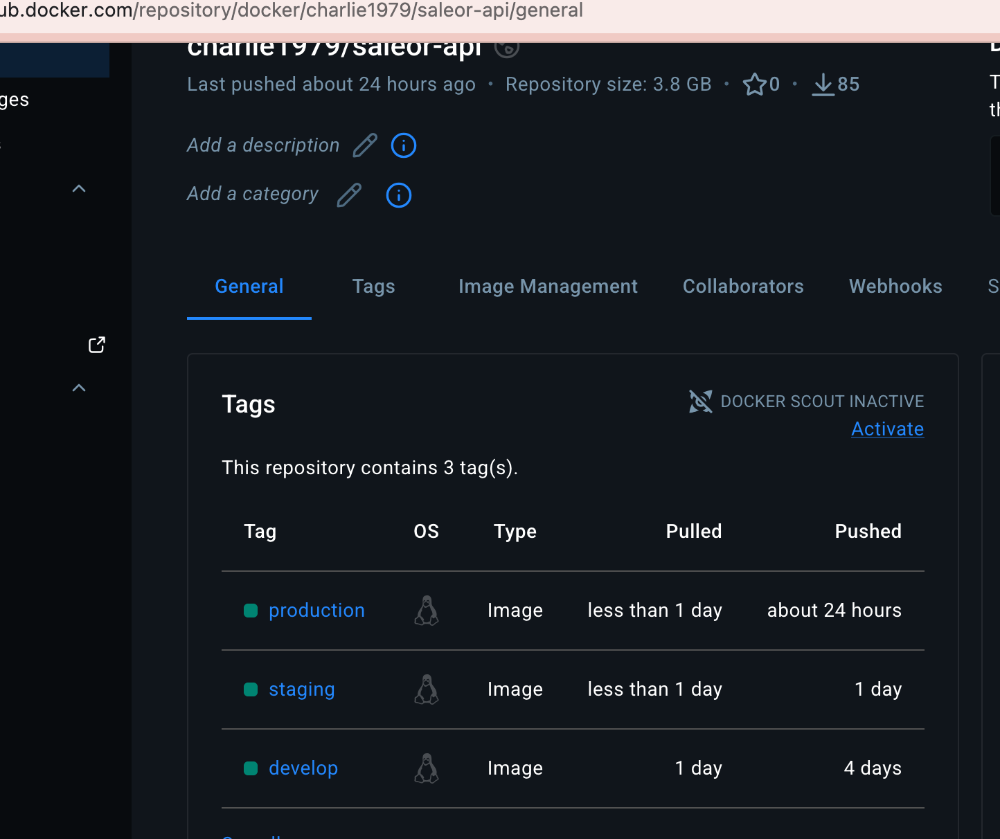 ub.docker.com/repository/docker/charlie1979/saleor-api/general
charlie1979/saleor-api
Last pushed about 24 hours ago • Repository size: 3.8 GB • 0 • 85
ges
Add a description
Add a category
General Tags Image Management Collaborators Webhooks S
Tags
DOCKER SCOUT INACTIVE
Activate
This repository contains 3 tag(s).
Tag OS Type Pulled Pushed
production Image less than 1 day about 24 hours
staging Image less than 1 day 1 day
develop Image 1 day 4 days